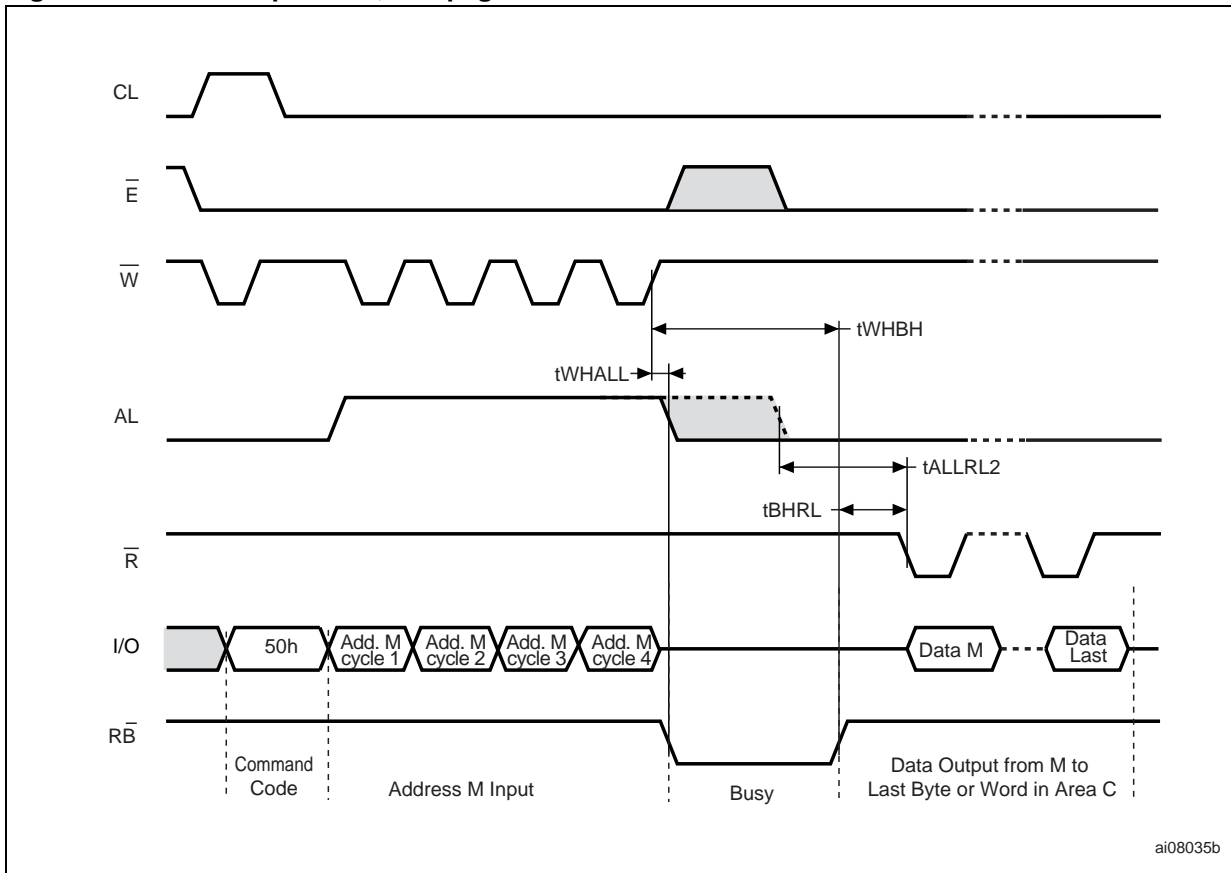 CL
E
W
tWHBH
tWHALL
AL
tALLRL2
tBHRL
R
I/O
50h
Add. M
cycle 1
Add. M
cycle 2
Add. M
cycle 3
Add. M
cycle 4
Data M
Data
Last
RB
Command
Code
Address M Input
Busy
Data Output from M to
Last Byte or Word in Area C
ai08035b